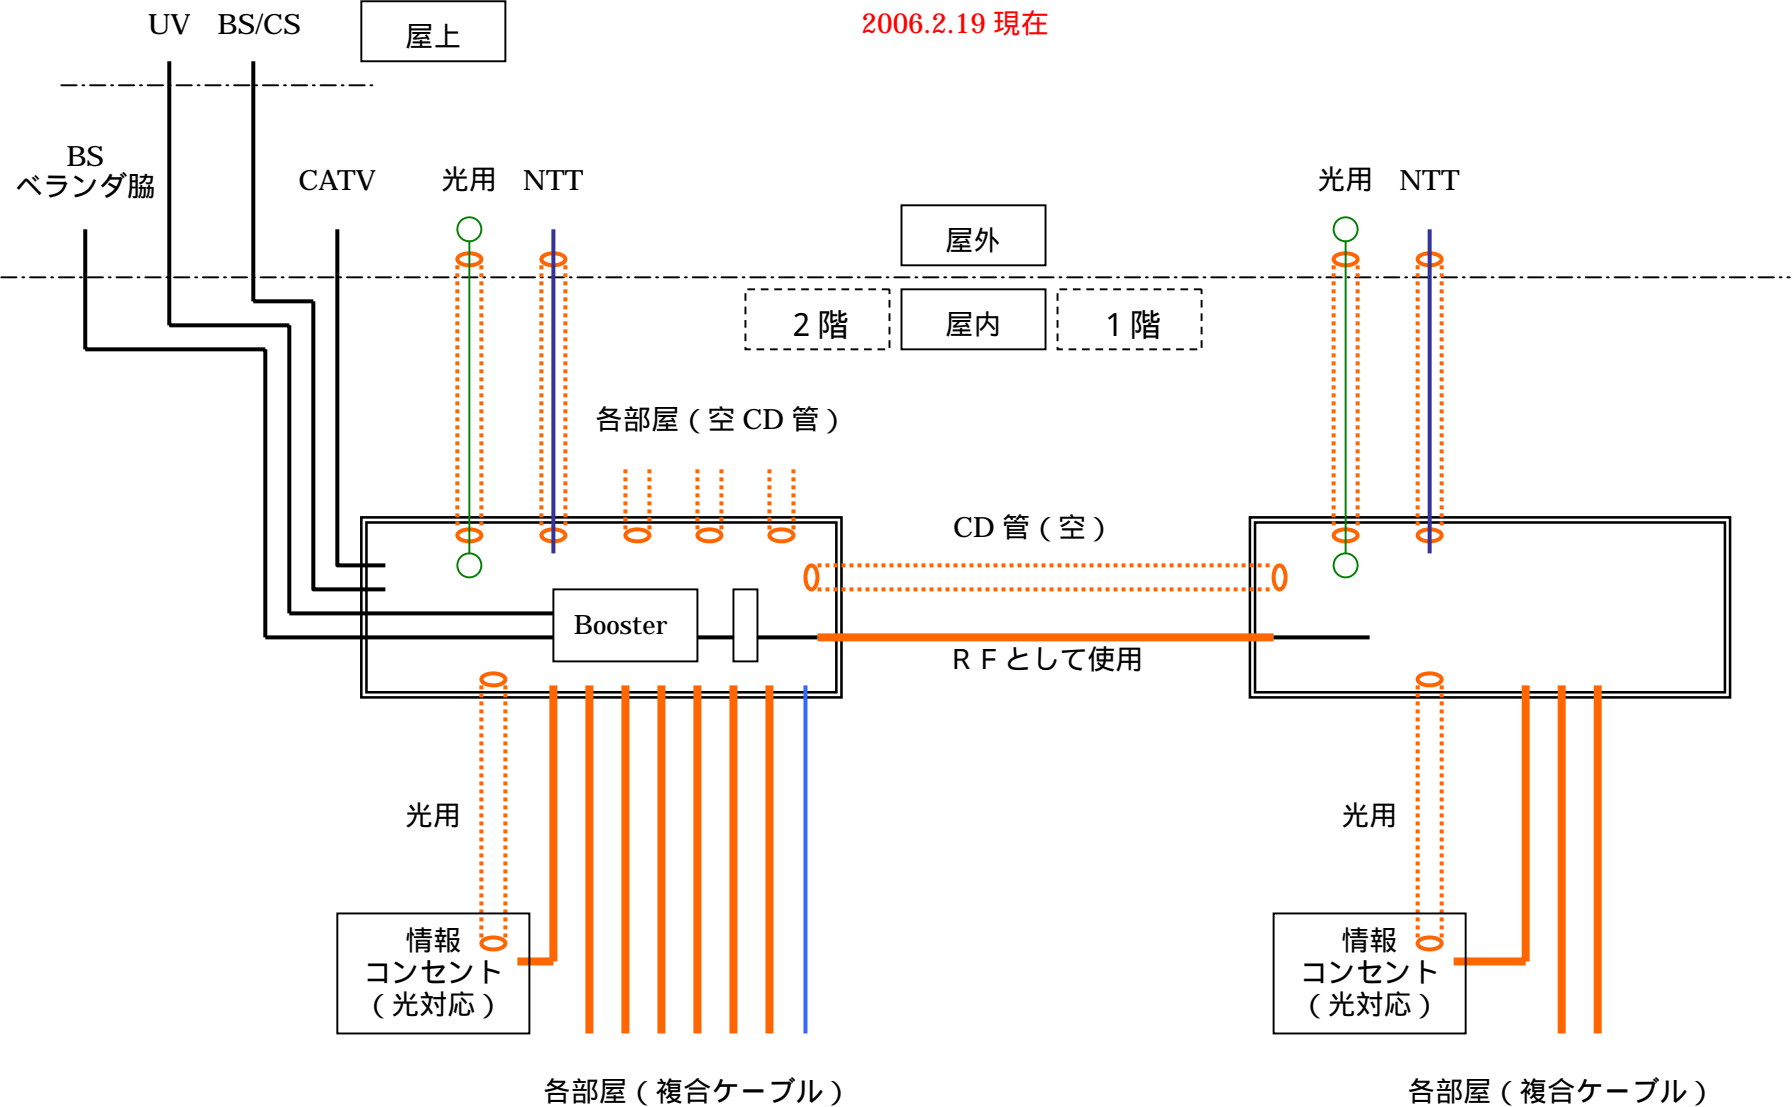 UV BS/CS
屋上
2006.2.19 現在
BS
ベランダ脇
CATV
光用
NTT
光用
NTT
屋外
2 階
屋内
1 階
各部屋（空 CD 管）
CD 管（空）
Booster
ＲＦとして使用
光用
光用
情報
コンセント
（光対応）
情報
コンセント
（光対応）
各部屋（複合ケーブル）
各部屋（複合ケーブル）